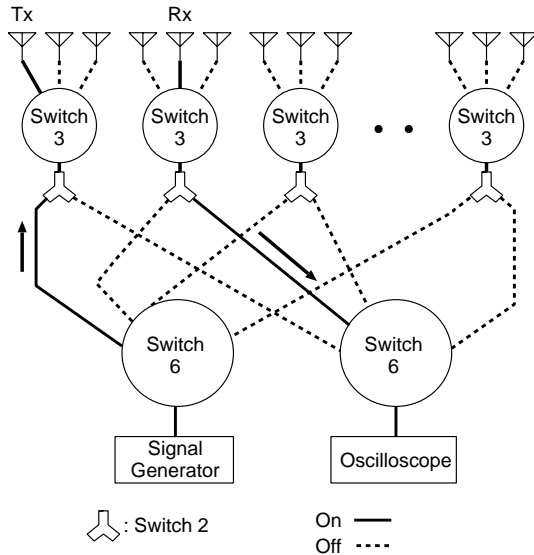 Tx
Rx
Switch
3
Switch
3
Switch
3
Switch
3
Switch
6
Switch
6
Signal
Generator
Oscilloscope
: Switch 2
On
Off